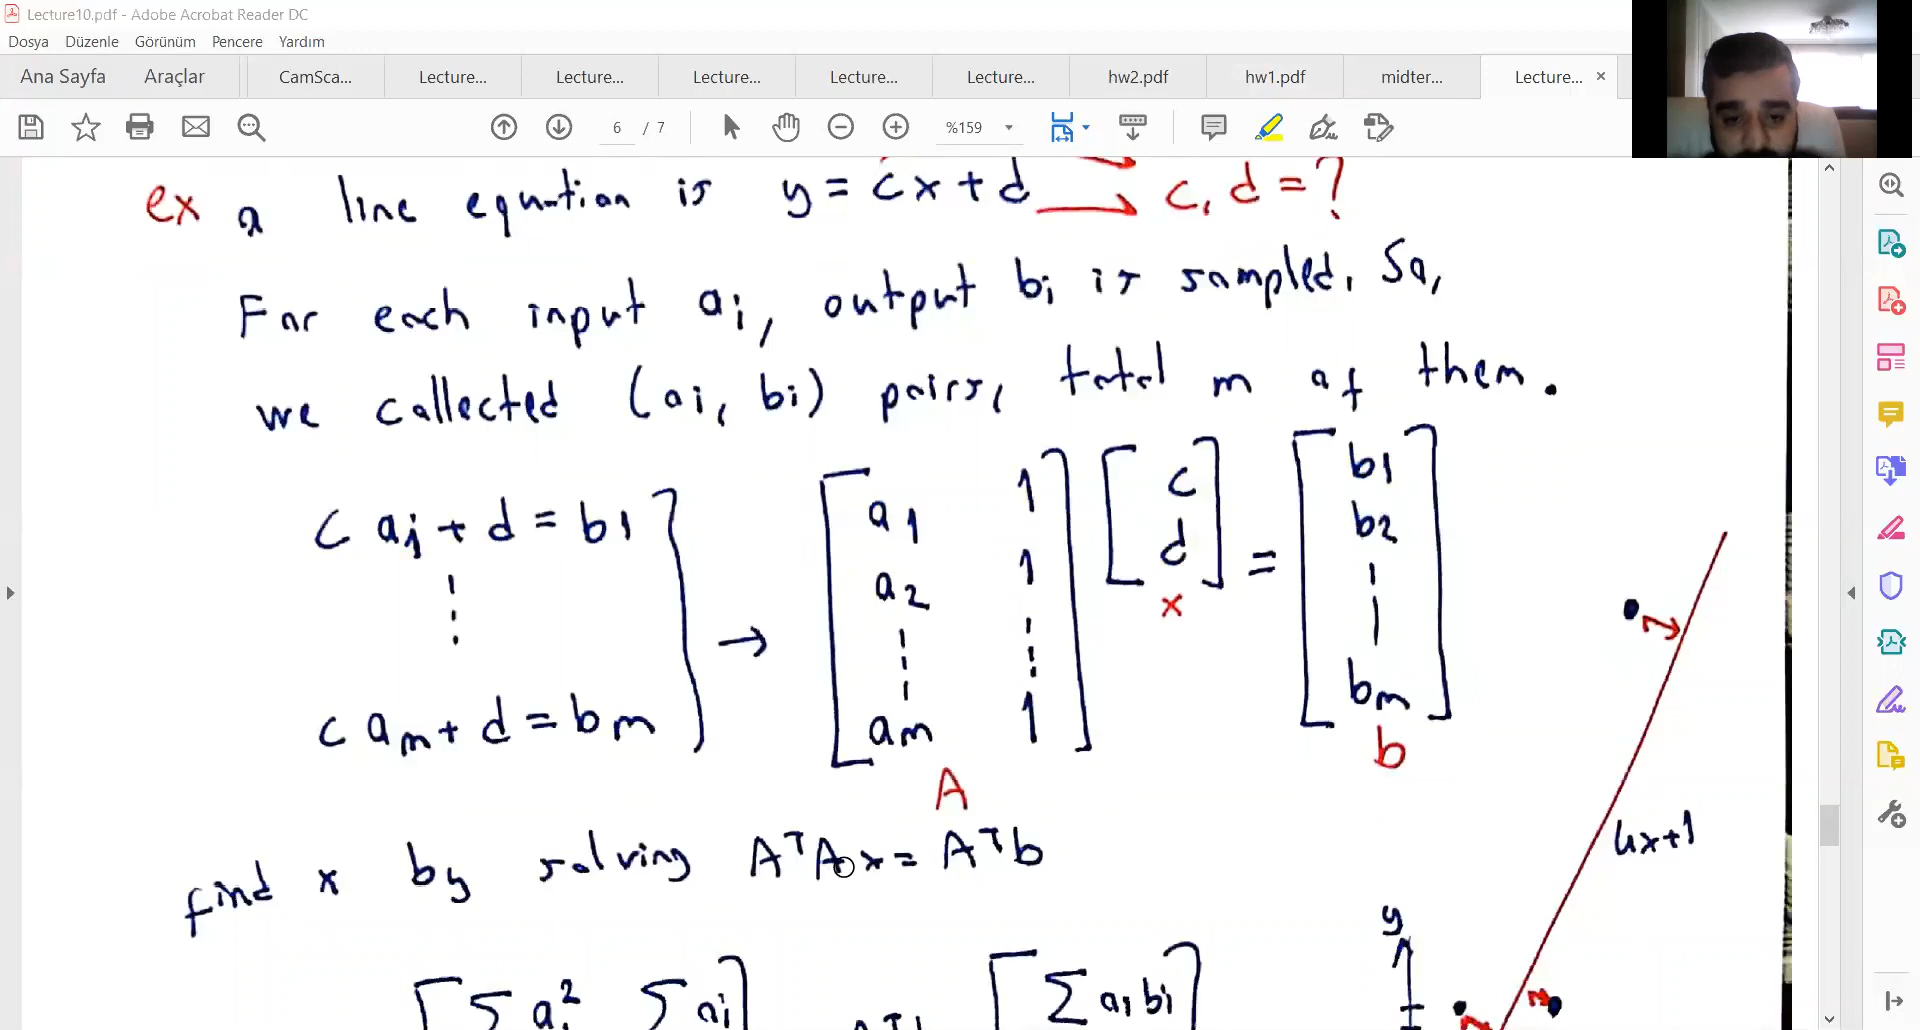 Lecture10.pdf - Adobe Acrobat Reader DC
Dosya Düzenle Görünüm Pencere Yardım
Ana Sayfa Araçlar CamSca... Lecture... Lecture... Lecture... Lecture... Lecture... hw2.pdf hw1.pdf midter... Lecture... ×
6 / 7 %159
ex a line equation is y = cx + d c, d = ?
For each input ai, output bi is sampled. So,
we collected (ai, bi) pairs, total m of them.
c a1 + d = b1
c am + d = bm
→
a1 1
a2 1
am 1
A
c
d
x
=
b1
b2
bm
b
find x by solving AᵀAx = Aᵀb
4x+1
y
∑ai² ∑ai
∑ai bi